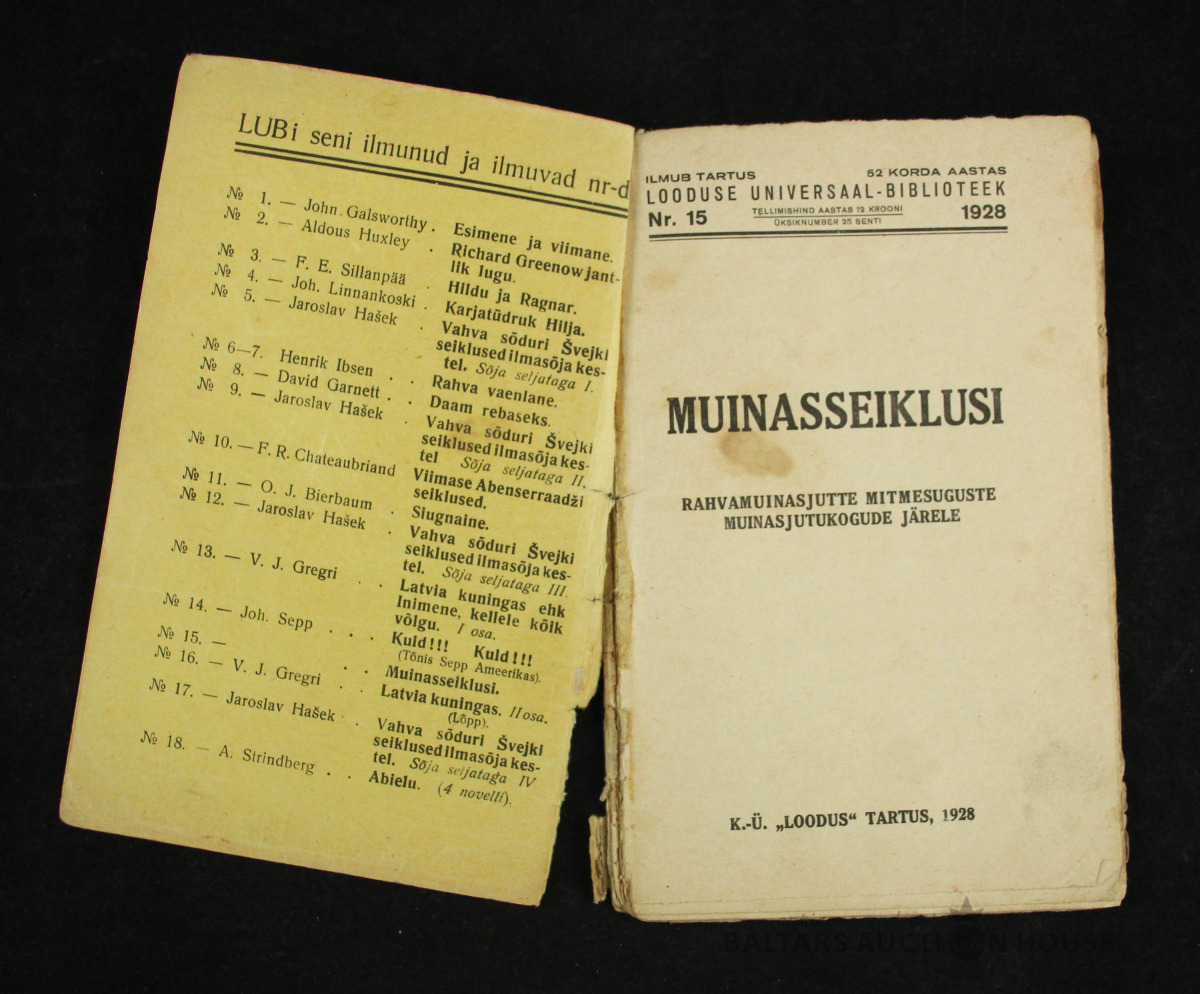 LUBi seni ilmunud ja ilmuvad nr-d
№ 1. — John Galsworthy . Esimene ja viimane.
№ 2. — Aldous Huxley . Richard Greenow jant-
lik lugu.
№ 3. — F. E. Sillanpää . Hildu ja Ragnar.
№ 4. — Joh. Linnankoski . Karjatüdruk Hilja.
№ 5. — Jaroslav Hašek . Vahva sõduri Švejki
seiklused ilmasõja kes-
tel. Sõja seljataga I.
№ 6—7. Henrik Ibsen . . Rahva vaenlane.
№ 8. — David Garnett . . Daam rebaseks.
№ 9. — Jaroslav Hašek . Vahva sõduri Švejki
seiklused ilmasõja kes-
tel Sõja seljataga II.
№ 10. — F. R. Chateaubriand Viimase Abenserraadži
seiklused.
№ 11. — O. J. Bierbaum . Siugnaine.
№ 12. — Jaroslav Hašek . Vahva sõduri Švejki
seiklused ilmasõja kes-
tel. Sõja seljataga III.
№ 13. — V. J. Gregri . . Latvia kuningas ehk
Inimene, kellele kõik
võlgu. I osa.
№ 14. — Joh. Sepp . . . Kuld!!! Kuld!!!
(Tõnis Sepp Ameerikas).
№ 15. — . . Muinasseiklusi.
№ 16. — V. J. Gregri . . Latvia kuningas. II osa.
(Lõpp).
№ 17. — Jaroslav Hašek . Vahva sõduri Švejki
seiklused ilmasõja kes-
tel. Sõja seljataga IV
№ 18. — A. Strindberg . . Abielu. (4 novelli).
ILMUB TARTUS 52 KORDA AASTAS
LOODUSE UNIVERSAAL-BIBLIOTEEK
Nr. 15 TELLIMISHIND AASTAS 12 KROONI 1928
ÜKSIKNUMBER 25 SENTI
MUINASSEIKLUSI
RAHVAMUINASJUTTE MITMESUGUSTE
MUINASJUTUKOGUDE JÄRELE
K.-Ü. „LOODUS“ TARTUS, 1928
BALTARS AUCTION HOUSE